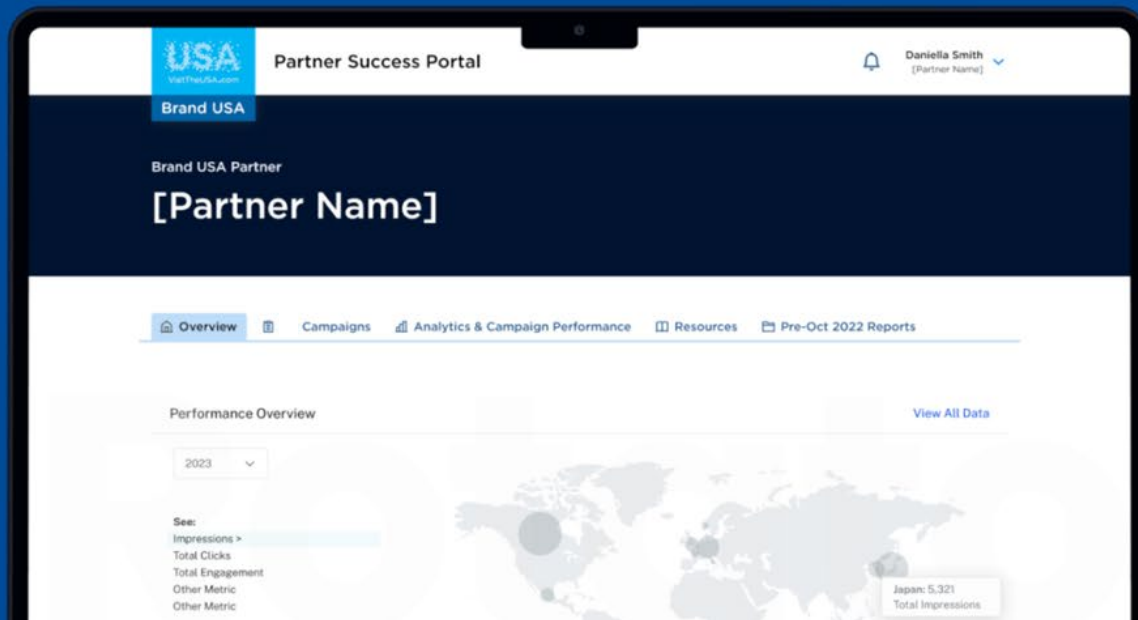 USA
VisitTheUSA.com
Brand USA
Partner Success Portal
Daniella Smith
[Partner Name]
Brand USA Partner
[Partner Name]
Overview
Campaigns
Analytics & Campaign Performance
Resources
Pre-Oct 2022 Reports
Performance Overview
View All Data
2023
See:
Impressions >
Total Clicks
Total Engagement
Other Metric
Other Metric
Japan: 5,321
Total Impressions